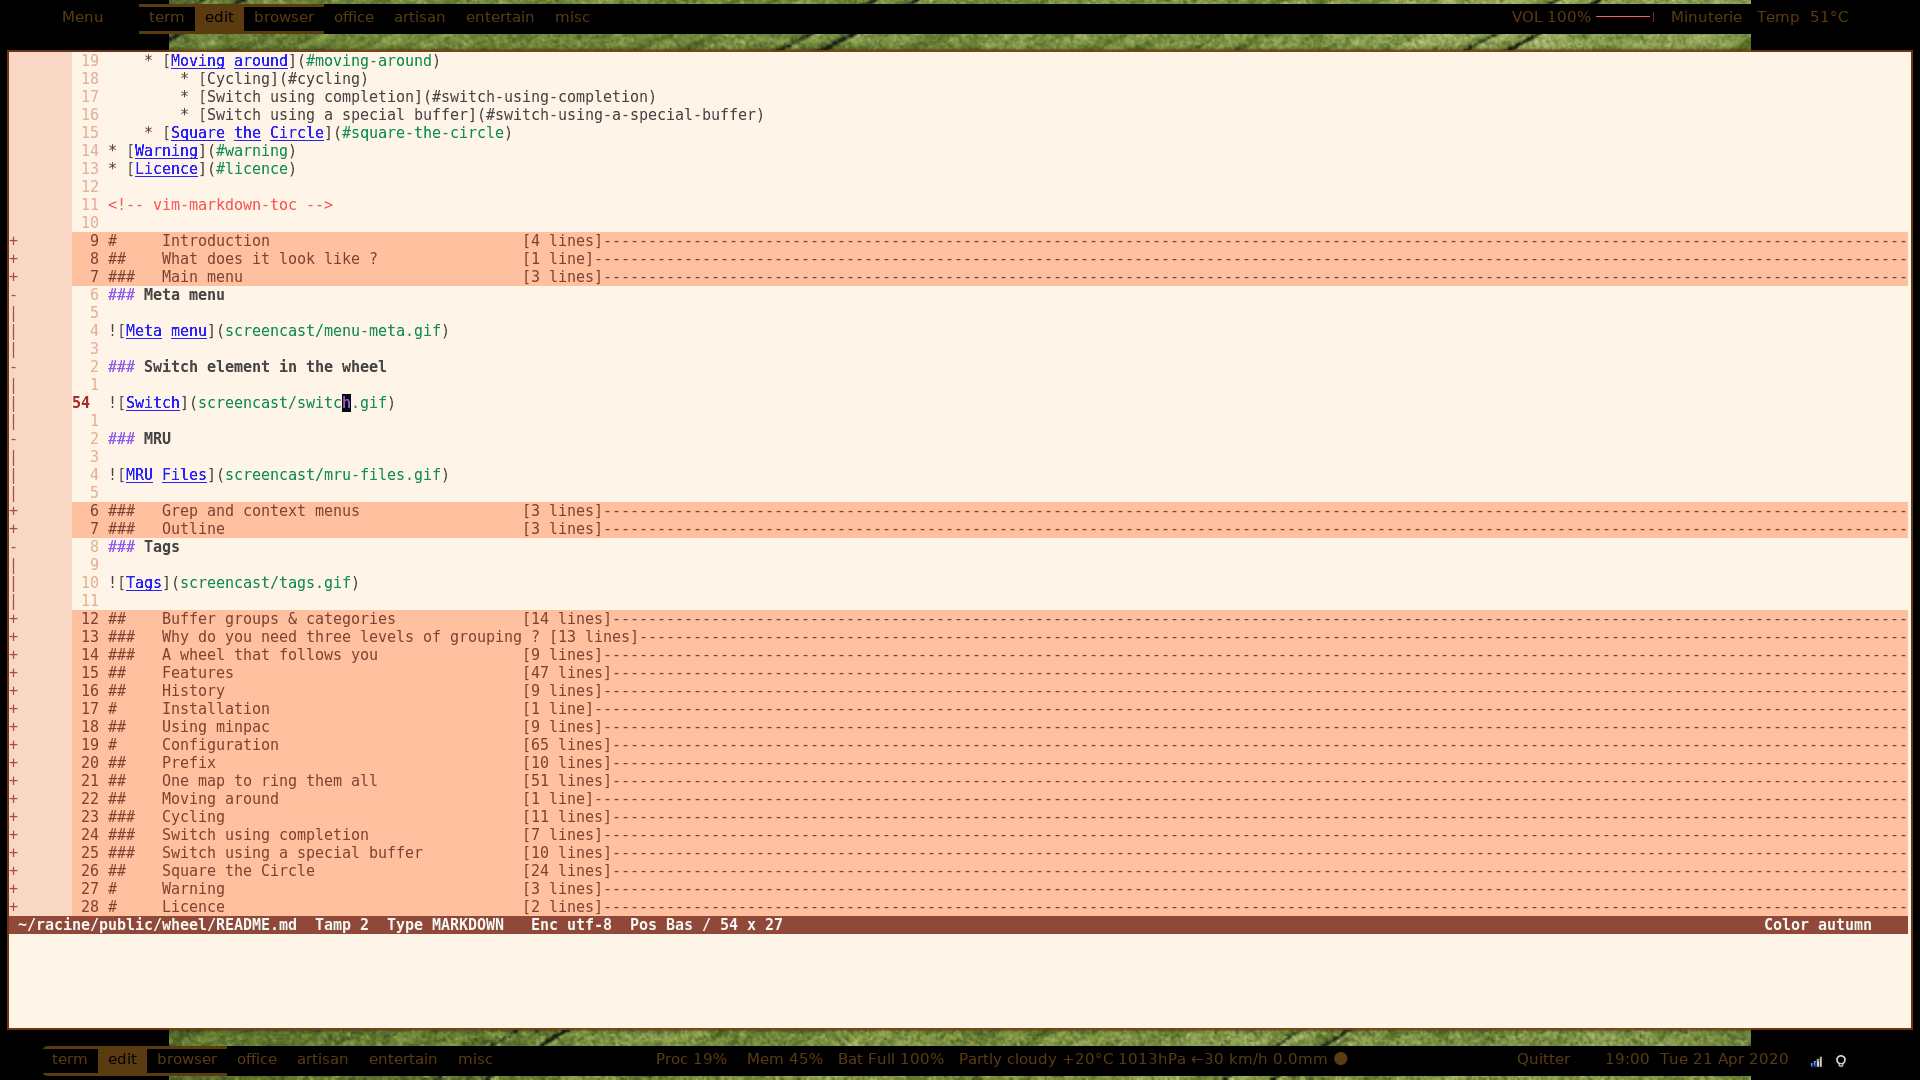 Menu term edit browser office artisan entertain misc VOL 100% Minuterie Temp 51°C
19 * [Moving around](#moving-around)
18 * [Cycling](#cycling)
17 * [Switch using completion](#switch-using-completion)
16 * [Switch using a special buffer](#switch-using-a-special-buffer)
15 * [Square the Circle](#square-the-circle)
14 * [Warning](#warning)
13 * [Licence](#licence)
12
11 <!-- vim-markdown-toc -->
10
+ 9 # Introduction [4 lines]---
+ 8 ## What does it look like ? [1 line]---
+ 7 ### Main menu [3 lines]---
- 6 ### Meta menu
| 5
| 4 ![Meta menu](screencast/menu-meta.gif)
| 3
- 2 ### Switch element in the wheel
| 1
| 54 ![Switch](screencast/switch.gif)
| 1
- 2 ### MRU
| 3
| 4 ![MRU Files](screencast/mru-files.gif)
| 5
+ 6 ### Grep and context menus [3 lines]---
+ 7 ### Outline [3 lines]---
- 8 ### Tags
| 9
| 10 ![Tags](screencast/tags.gif)
| 11
+ 12 ## Buffer groups & categories [14 lines]---
+ 13 ### Why do you need three levels of grouping ? [13 lines]---
+ 14 ### A wheel that follows you [9 lines]---
+ 15 ## Features [47 lines]---
+ 16 ## History [9 lines]---
+ 17 # Installation [1 line]---
+ 18 ## Using minpac [9 lines]---
+ 19 # Configuration [65 lines]---
+ 20 ## Prefix [10 lines]---
+ 21 ## One map to ring them all [51 lines]---
+ 22 ## Moving around [1 line]---
+ 23 ### Cycling [11 lines]---
+ 24 ### Switch using completion [7 lines]---
+ 25 ### Switch using a special buffer [10 lines]---
+ 26 ## Square the Circle [24 lines]---
+ 27 # Warning [3 lines]---
+ 28 # Licence [2 lines]---
~/racine/public/wheel/README.md Tamp 2 Type MARKDOWN Enc utf-8 Pos Bas / 54 x 27 Color autumn
term edit browser office artisan entertain misc Proc 19% Mem 45% Bat Full 100% Partly cloudy +20°C 1013hPa ←30 km/h 0.0mm Quitter 19:00 Tue 21 Apr 2020